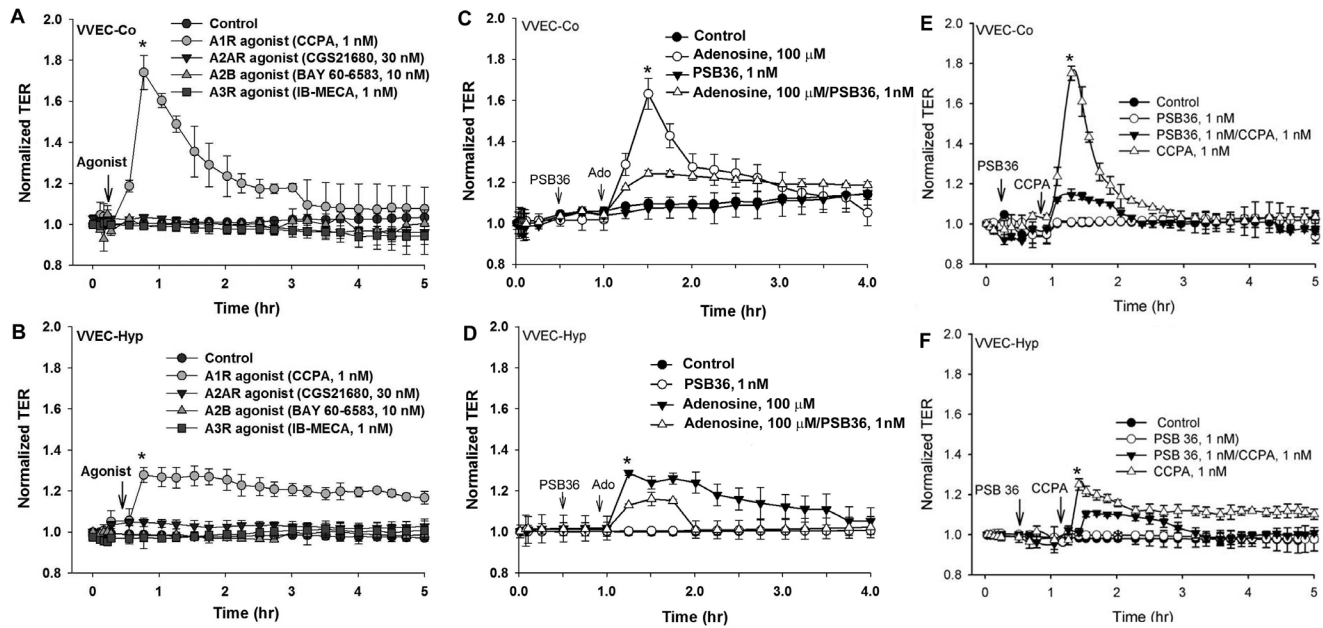 A
VVEC-Co
Control
A1R agonist (CCPA, 1 nM)
A2AR agonist (CGS21680, 30 nM)
A2B agonist (BAY 60-6583, 10 nM)
A3R agonist (IB-MECA, 1 nM)
*
Agonist
Normalized TER
2.0
1.8
1.6
1.4
1.2
1.0
0.8
0 1 2 3 4 5
Time (hr)
C
VVEC-Co
Control
Adenosine, 100 µM
PSB36, 1 nM
Adenosine, 100 µM/PSB36, 1 nM
*
PSB36
Ado
Normalized TER
2.0
1.8
1.6
1.4
1.2
1.0
0.8
0.0 1.0 2.0 3.0 4.0
Time (hr)
E
VVEC-Co
Control
PSB36, 1 nM
PSB36, 1 nM/CCPA, 1 nM
CCPA, 1 nM
*
PSB36
CCPA
Normalized TER
2.0
1.8
1.6
1.4
1.2
1.0
0.8
0 1 2 3 4 5
Time (hr)
B
VVEC-Hyp
Control
A1R agonist (CCPA, 1 nM)
A2AR agonist (CGS21680, 30 nM)
A2B agonist (BAY 60-6583, 10 nM)
A3R agonist (IB-MECA, 1 nM)
*
Agonist
Normalized TER
2.0
1.8
1.6
1.4
1.2
1.0
0.8
0 1 2 3 4 5
Time (hr)
D
VVEC-Hyp
Control
PSB36, 1 nM
Adenosine, 100 µM
Adenosine, 100 µM/PSB36, 1nM
*
PSB36
Ado
Normalized TER
2.0
1.8
1.6
1.4
1.2
1.0
0.8
0.0 1.0 2.0 3.0 4.0
Time (hr)
F
VVEC-Hyp
Control
PSB 36, 1 nM)
PSB 36, 1 nM/CCPA, 1 nM
CCPA, 1 nM
*
PSB 36
CCPA
Normalized TER
2.0
1.8
1.6
1.4
1.2
1.0
0.8
0 1 2 3 4 5
Time (hr)